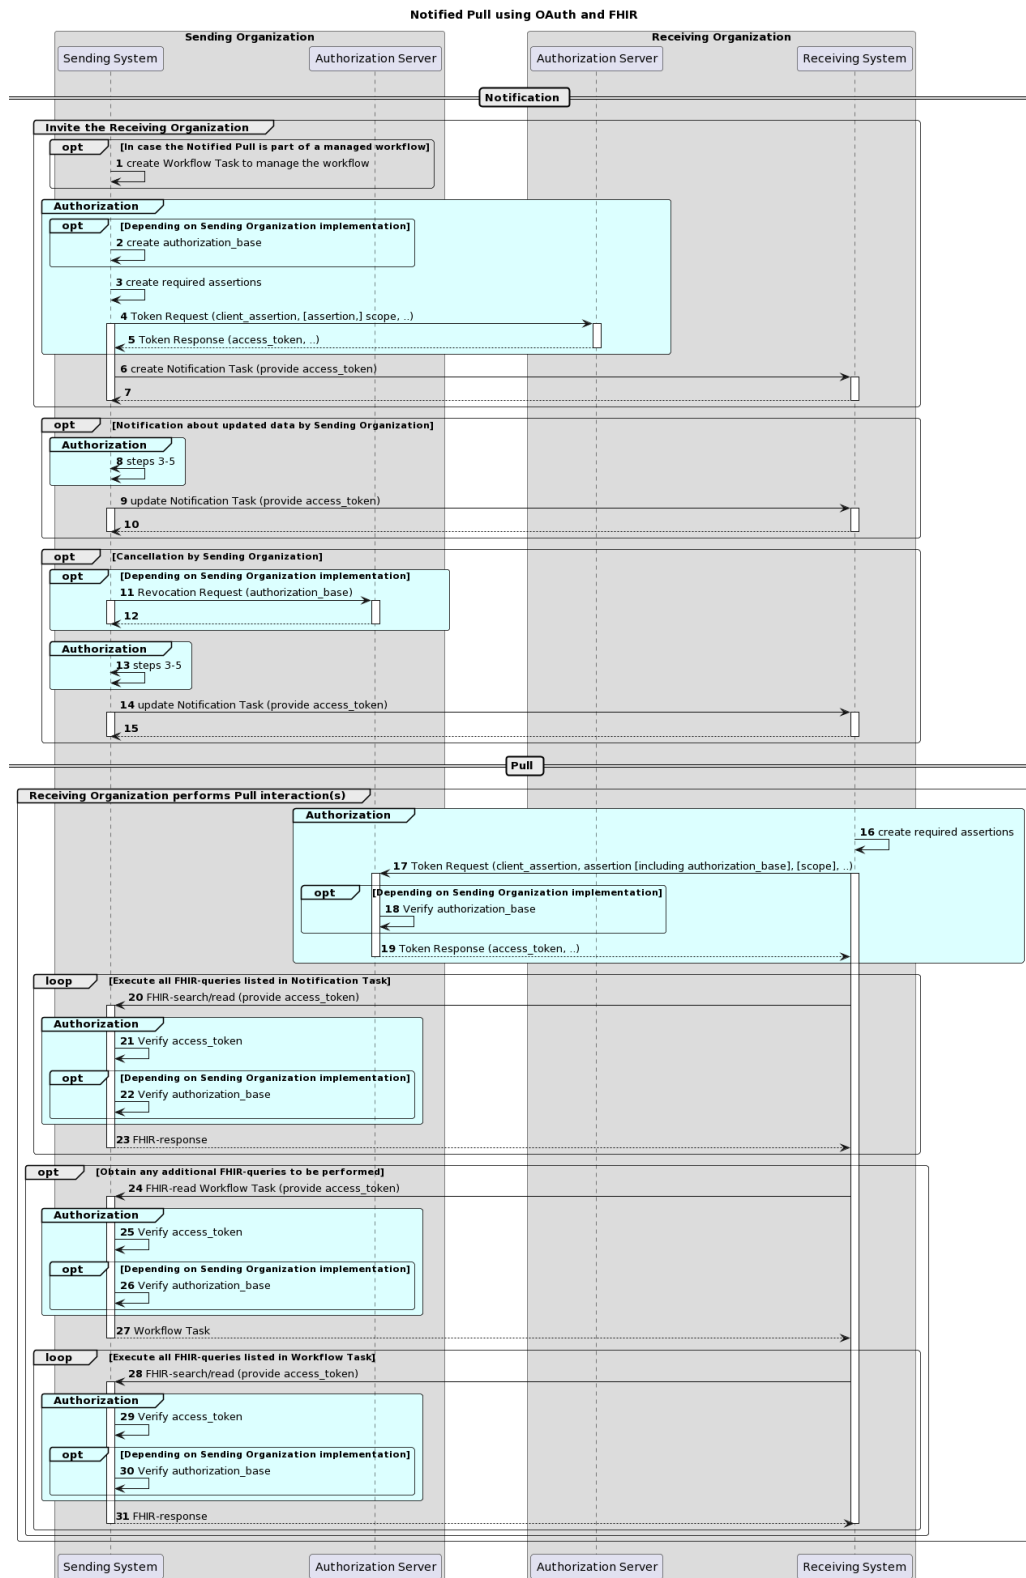 Notified Pull using OAuth and FHIR
Sending Organization
Receiving Organization
Sending System
Authorization Server
Authorization Server
Receiving System
Notification
Invite the Receiving Organization
opt [In case the Notified Pull is part of a managed workflow]
1 create Workflow Task to manage the workflow
Authorization
opt [Depending on Sending Organization implementation]
2 create authorization_base
3 create required assertions
4 Token Request (client_assertion, [assertion,] scope, ..)
5 Token Response (access_token, ..)
6 create Notification Task (provide access_token)
7
opt [Notification about updated data by Sending Organization]
Authorization
8 steps 3-5
9 update Notification Task (provide access_token)
10
opt [Cancellation by Sending Organization]
opt [Depending on Sending Organization implementation]
11 Revocation Request (authorization_base)
12
Authorization
13 steps 3-5
14 update Notification Task (provide access_token)
15
Pull
Receiving Organization performs Pull interaction(s)
Authorization
16 create required assertions
17 Token Request (client_assertion, assertion [including authorization_base], [scope], ..)
opt [Depending on Sending Organization implementation]
18 Verify authorization_base
19 Token Response (access_token, ..)
loop [Execute all FHIR-queries listed in Notification Task]
20 FHIR-search/read (provide access_token)
Authorization
21 Verify access_token
opt [Depending on Sending Organization implementation]
22 Verify authorization_base
23 FHIR-response
opt [Obtain any additional FHIR-queries to be performed]
24 FHIR-read Workflow Task (provide access_token)
Authorization
25 Verify access_token
opt [Depending on Sending Organization implementation]
26 Verify authorization_base
27 Workflow Task
loop [Execute all FHIR-queries listed in Workflow Task]
28 FHIR-search/read (provide access_token)
Authorization
29 Verify access_token
opt [Depending on Sending Organization implementation]
30 Verify authorization_base
31 FHIR-response
Sending System
Authorization Server
Authorization Server
Receiving System